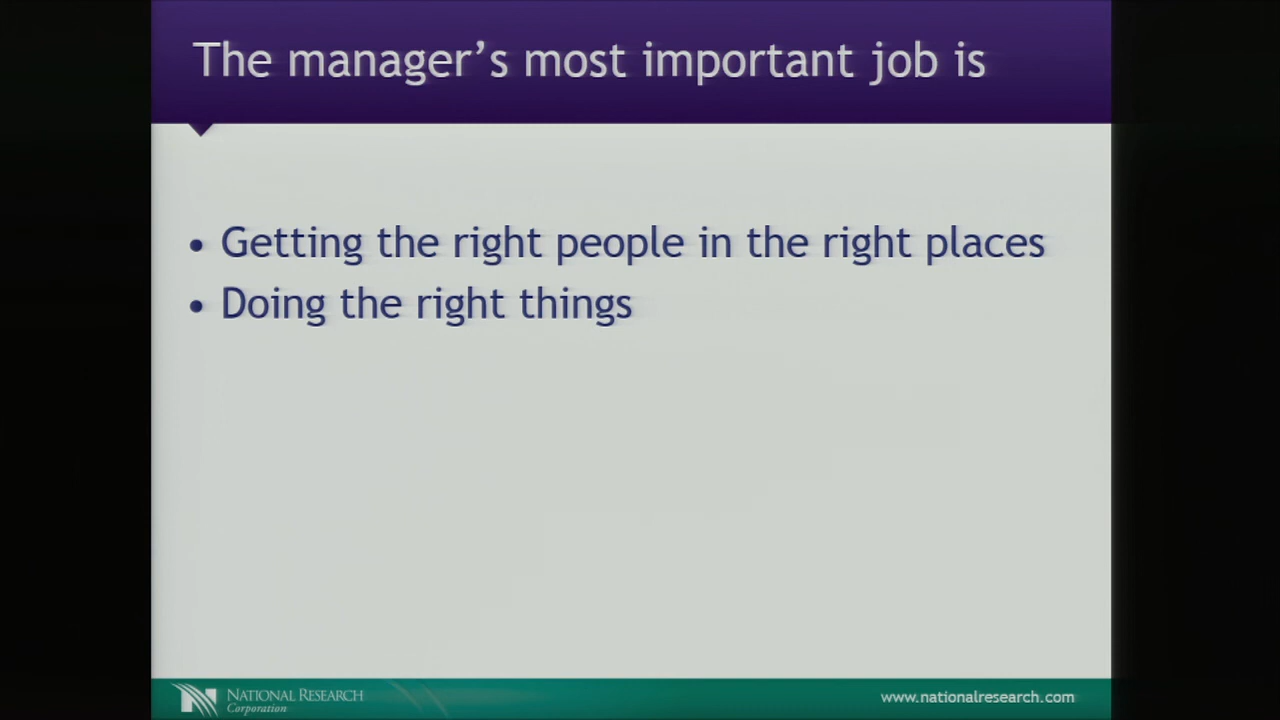 The manager's most important job is
• Getting the right people in the right places
• Doing the right things
NATIONAL RESEARCH
Corporation
www.nationalresearch.com